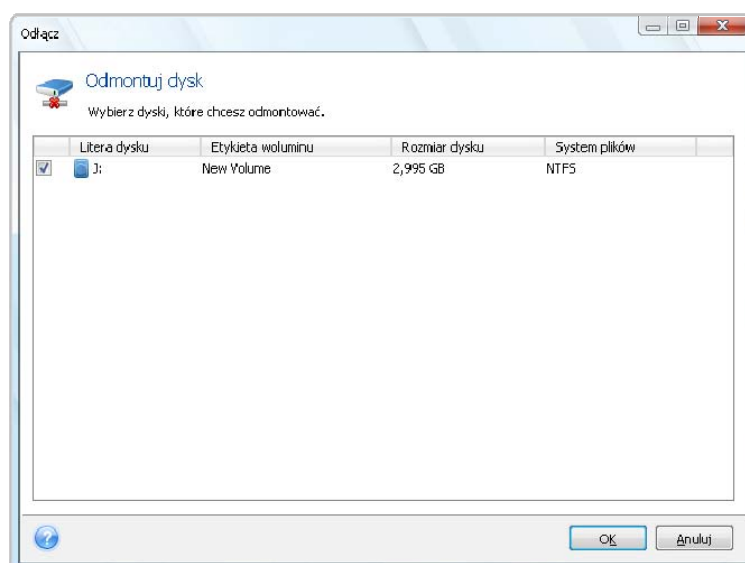 Odłącz
Odmontuj dysk
Wybierz dyski, które chcesz odmontować.
Litera dysku Etykieta woluminu Rozmiar dysku System plików
J: New Volume 2,995 GB NTFS
OK Anuluj